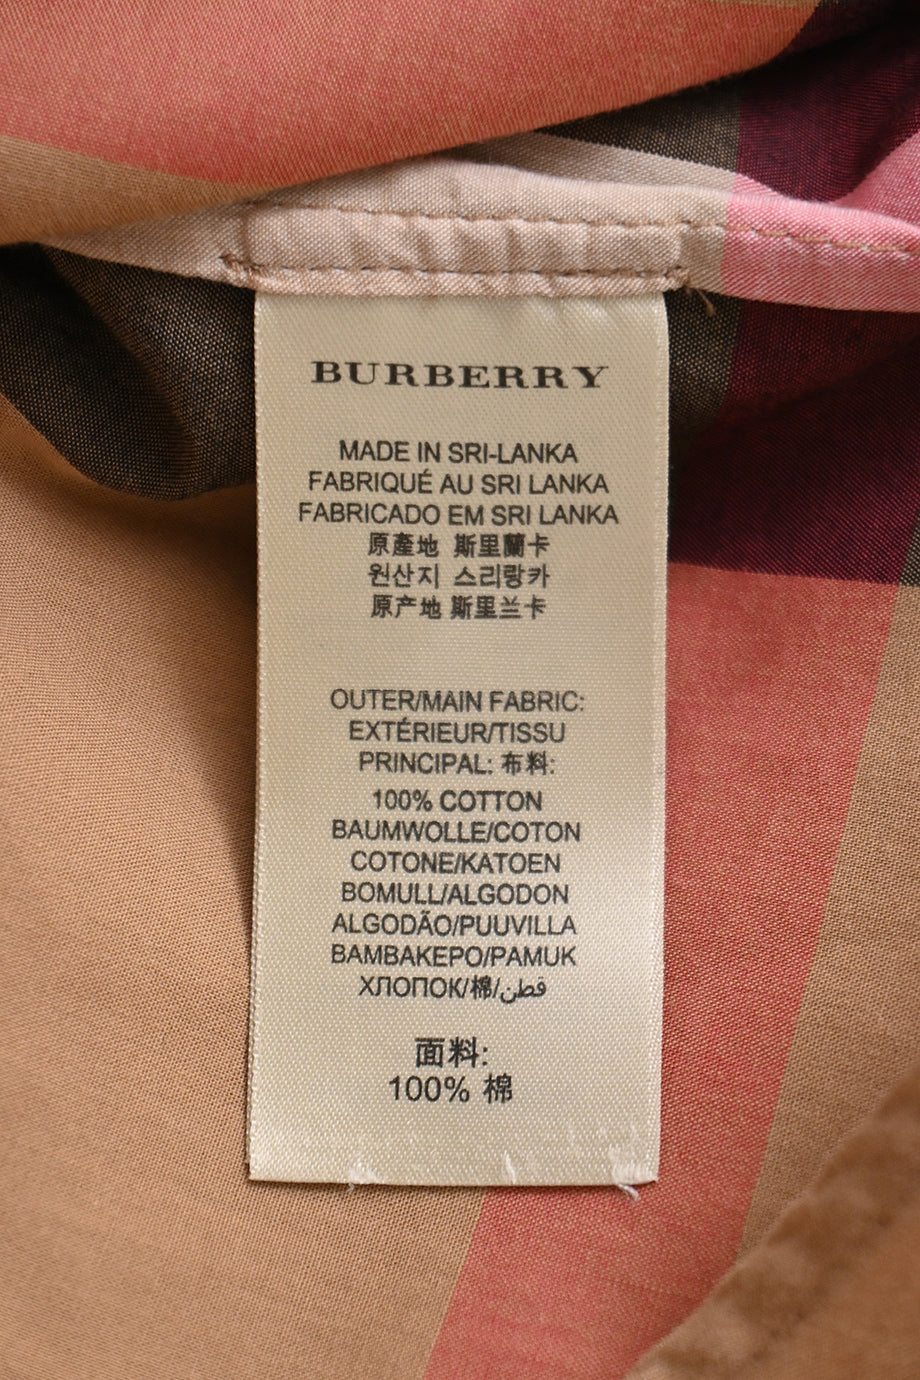 BURBERRY
MADE IN SRI-LANKA
FABRIQUÉ AU SRI LANKA
FABRICADO EM SRI LANKA
原產地 斯里蘭卡
원산지 스리랑카
原产地 斯里兰卡
OUTER/MAIN FABRIC:
EXTÉRIEUR/TISSU
PRINCIPAL: 布料:
100% COTTON
BAUMWOLLE/COTON
COTONE/KATOEN
BOMULL/ALGODON
ALGODÃO/PUUVILLA
BAMBAKEPO/PAMUK
ХЛОПОК/棉/قطن
面料:
100% 棉